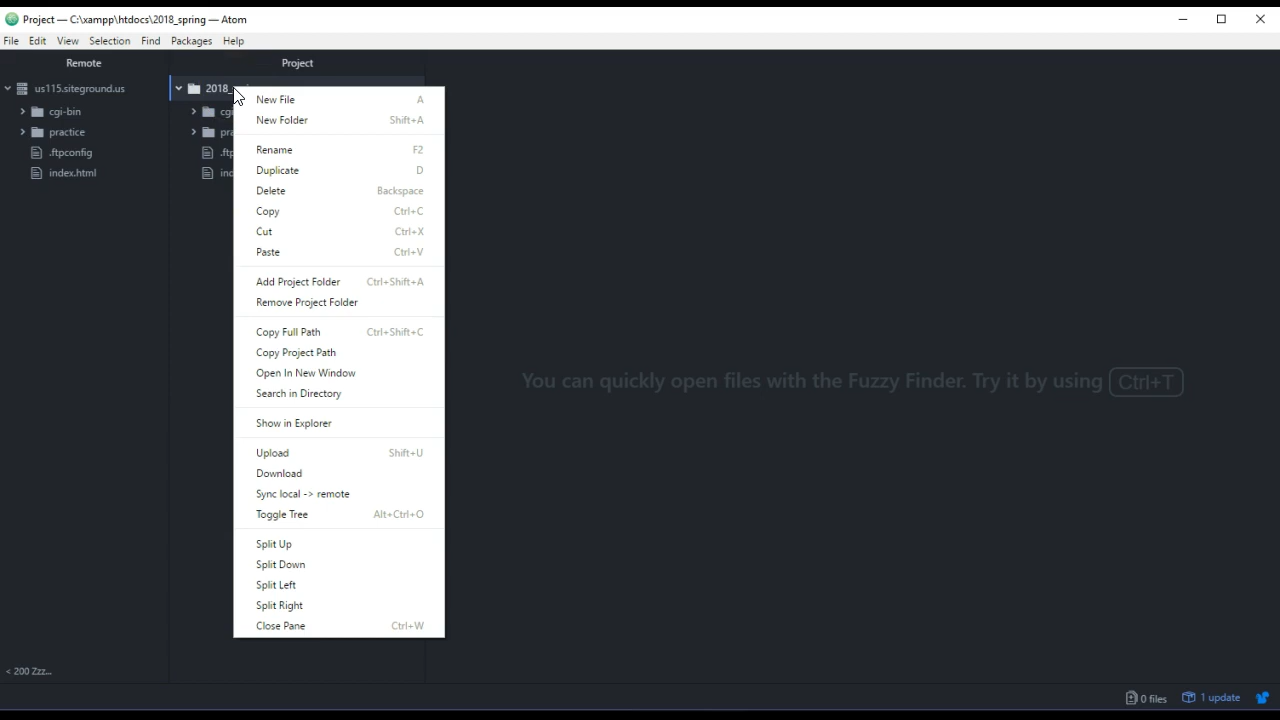 Project — C:\xampp\htdocs\2018_spring — Atom
File Edit View Selection Find Packages Help
Remote
Project
us115.siteground.us
cgi-bin
practice
.ftpconfig
index.html
2018_
New File A
New Folder Shift+A
Rename F2
Duplicate D
Delete Backspace
Copy Ctrl+C
Cut Ctrl+X
Paste Ctrl+V
Add Project Folder Ctrl+Shift+A
Remove Project Folder
Copy Full Path Ctrl+Shift+C
Copy Project Path
Open In New Window
Search in Directory
Show in Explorer
Upload Shift+U
Download
Sync local -> remote
Toggle Tree Alt+Ctrl+O
Split Up
Split Down
Split Left
Split Right
Close Pane Ctrl+W
You can quickly open files with the Fuzzy Finder. Try it by using Ctrl+T
< 200 Zzz...
0 files 1 update